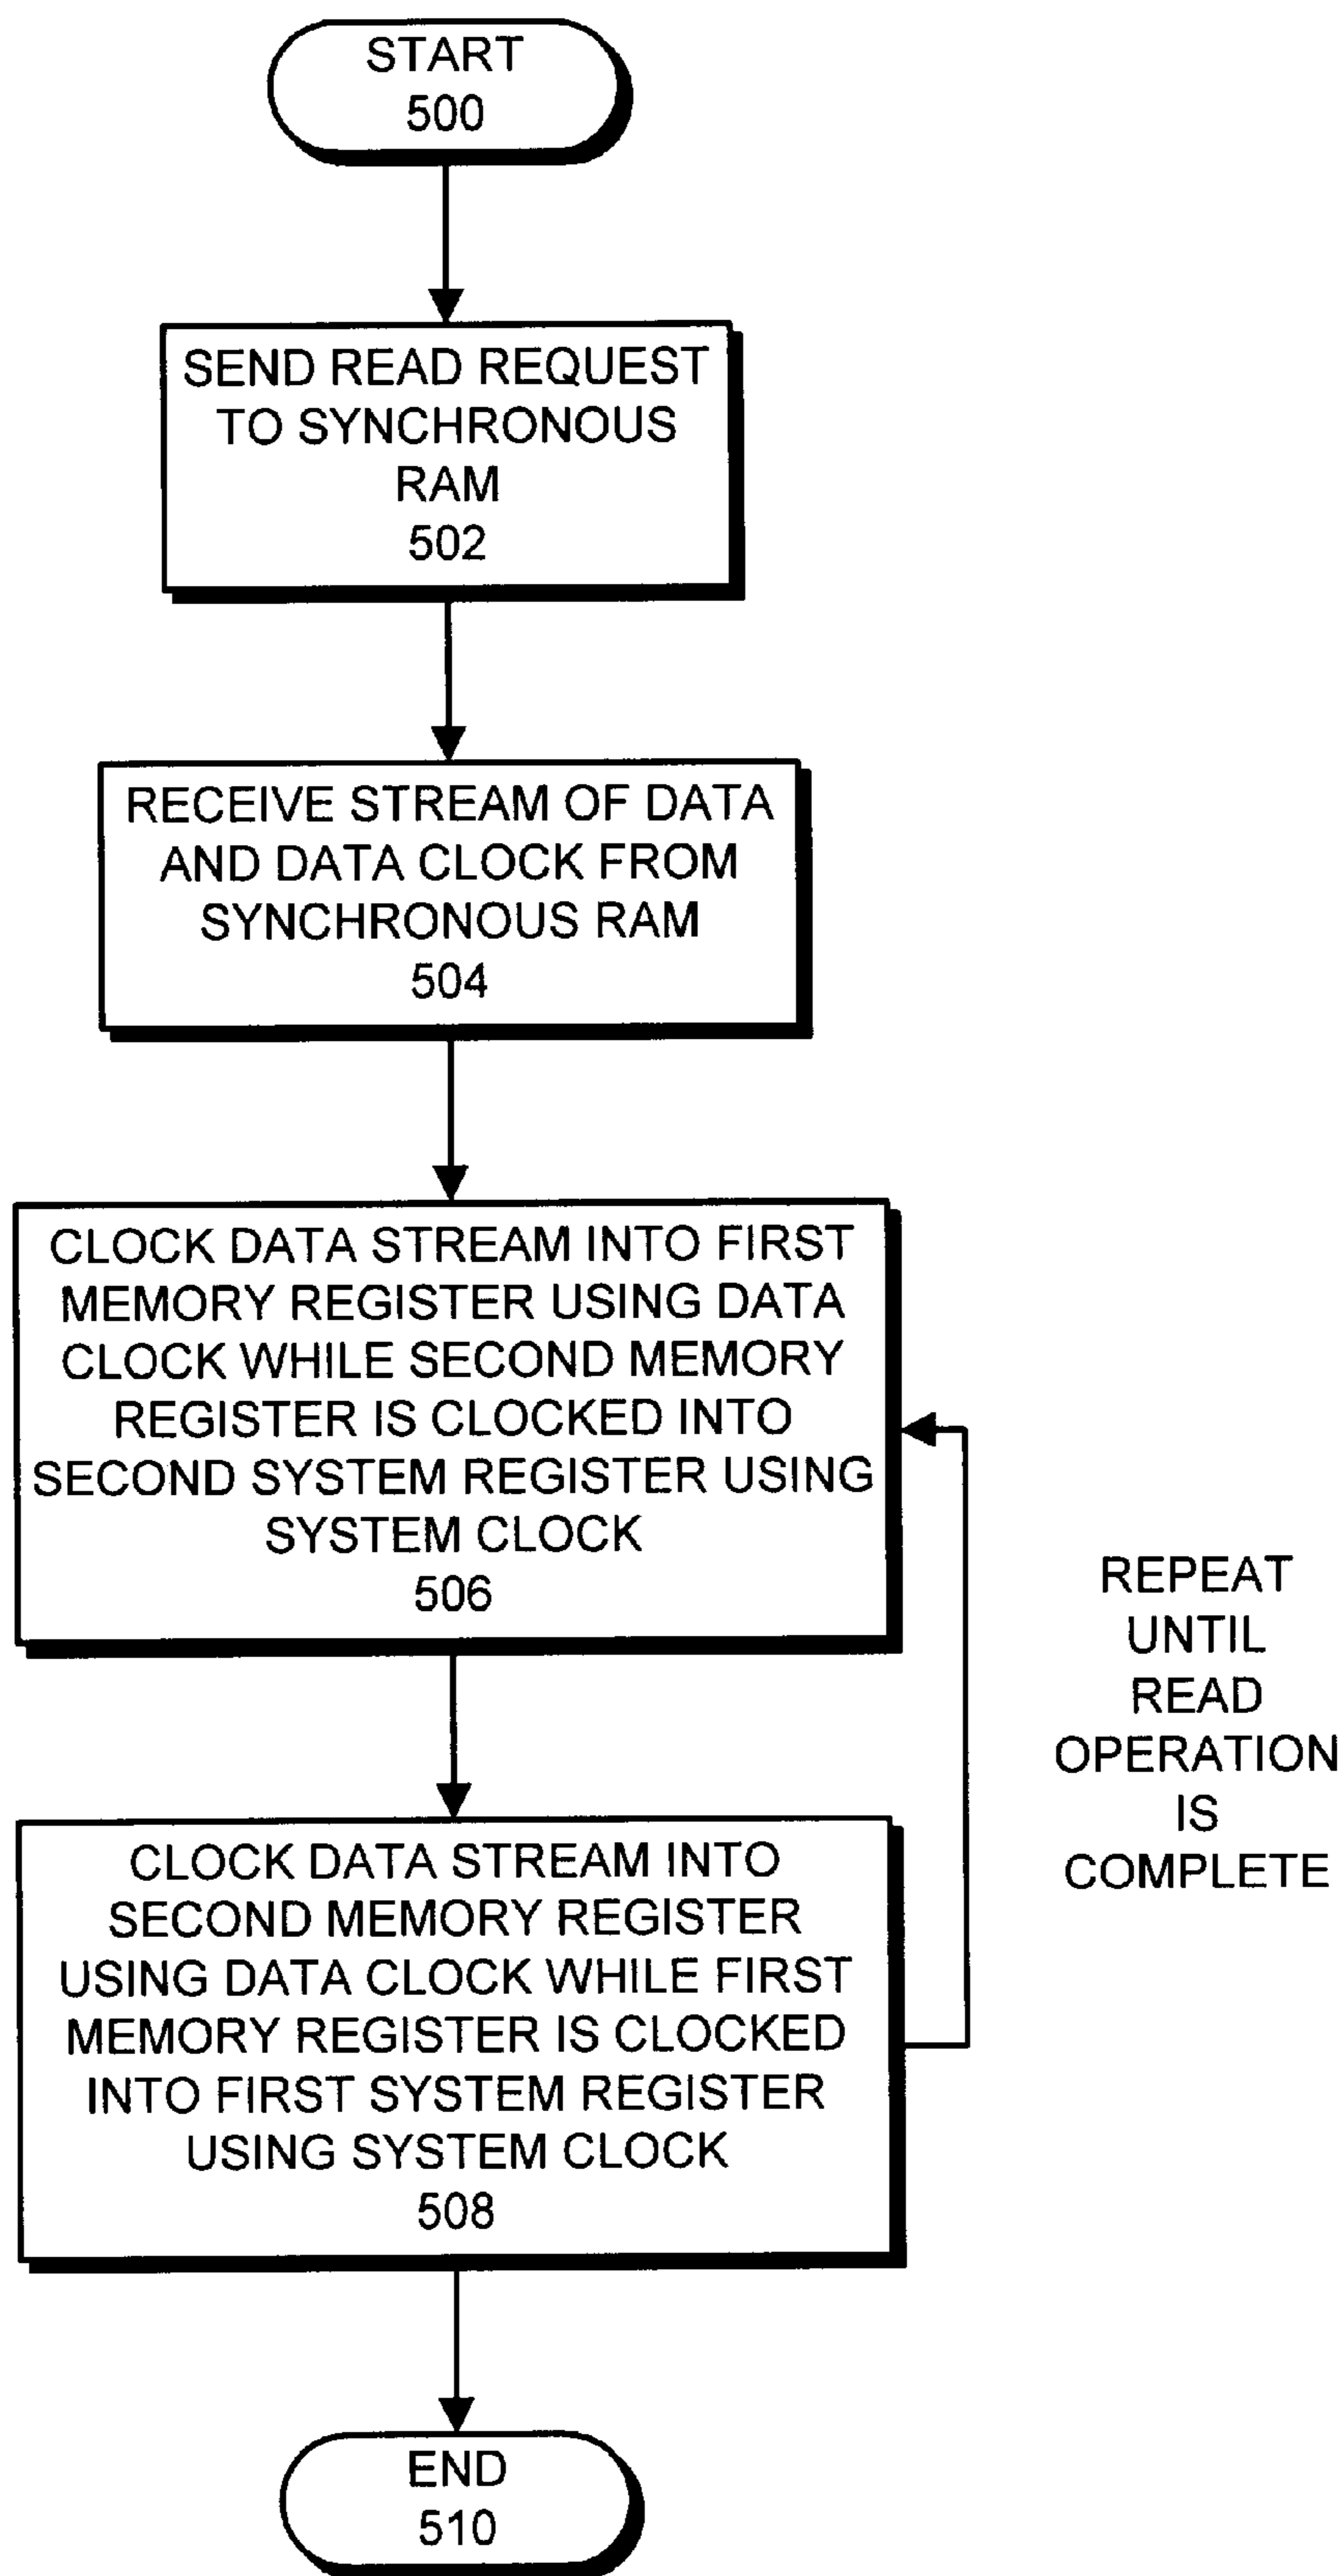 START
500
SEND READ REQUEST
TO SYNCHRONOUS
RAM
502
RECEIVE STREAM OF DATA
AND DATA CLOCK FROM
SYNCHRONOUS RAM
504
CLOCK DATA STREAM INTO FIRST
MEMORY REGISTER USING DATA
CLOCK WHILE SECOND MEMORY
REGISTER IS CLOCKED INTO
SECOND SYSTEM REGISTER USING
SYSTEM CLOCK
506
REPEAT
UNTIL
READ
OPERATION
IS
COMPLETE
CLOCK DATA STREAM INTO
SECOND MEMORY REGISTER
USING DATA CLOCK WHILE FIRST
MEMORY REGISTER IS CLOCKED
INTO FIRST SYSTEM REGISTER
USING SYSTEM CLOCK
508
END
510